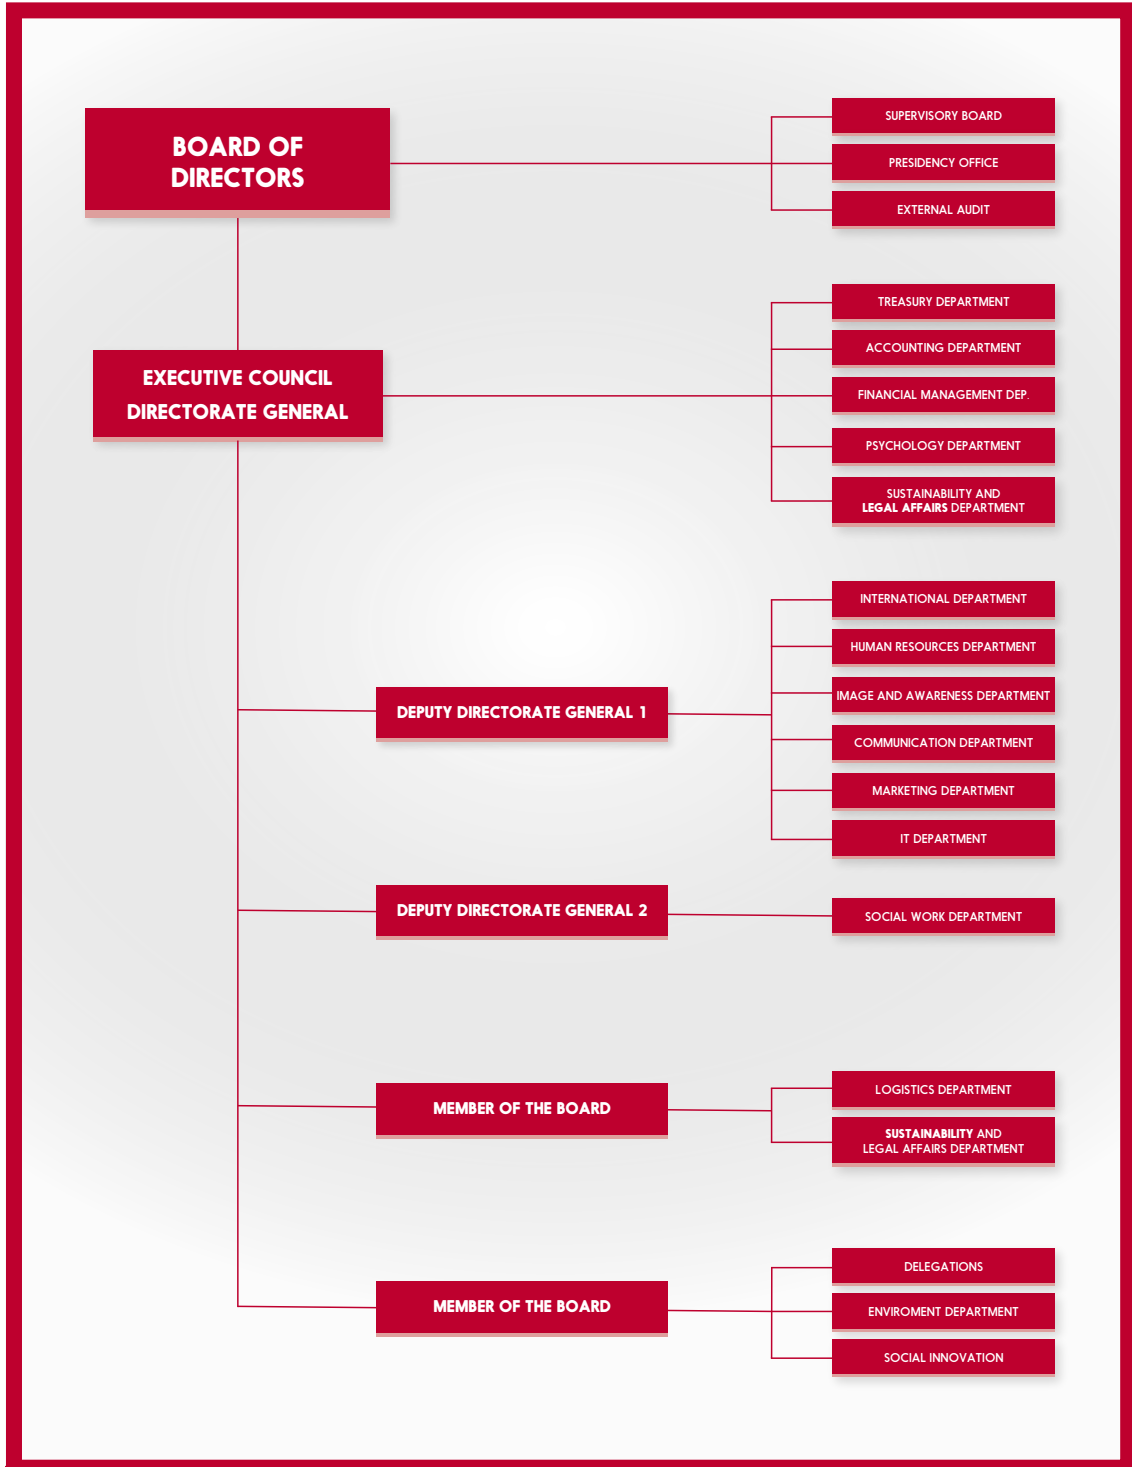 BOARD OF
DIRECTORS
SUPERVISORY BOARD
PRESIDENCY OFFICE
EXTERNAL AUDIT
EXECUTIVE COUNCIL
DIRECTORATE GENERAL
TREASURY DEPARTMENT
ACCOUNTING DEPARTMENT
FINANCIAL MANAGEMENT DEP.
PSYCHOLOGY DEPARTMENT
SUSTAINABILITY AND
LEGAL AFFAIRS DEPARTMENT
DEPUTY DIRECTORATE GENERAL 1
INTERNATIONAL DEPARTMENT
HUMAN RESOURCES DEPARTMENT
IMAGE AND AWARENESS DEPARTMENT
COMMUNICATION DEPARTMENT
MARKETING DEPARTMENT
IT DEPARTMENT
DEPUTY DIRECTORATE GENERAL 2
SOCIAL WORK DEPARTMENT
MEMBER OF THE BOARD
LOGISTICS DEPARTMENT
SUSTAINABILITY AND
LEGAL AFFAIRS DEPARTMENT
MEMBER OF THE BOARD
DELEGATIONS
ENVIROMENT DEPARTMENT
SOCIAL INNOVATION